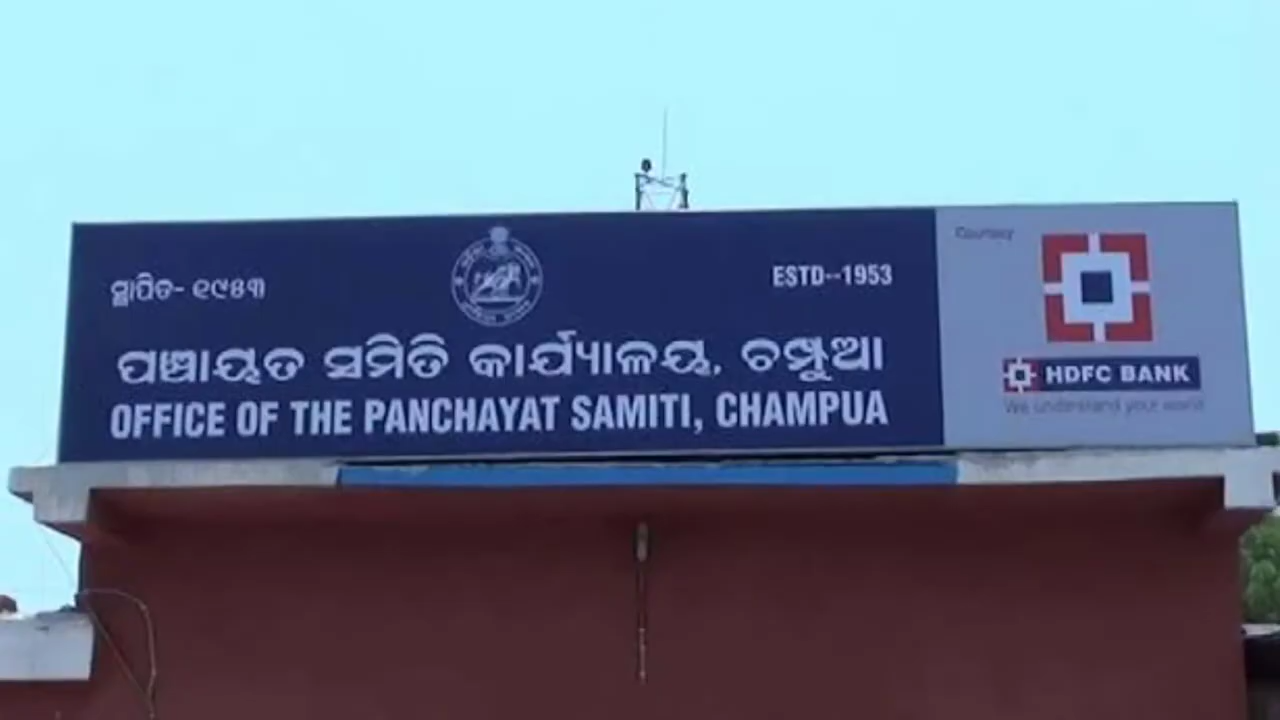 ସ୍ଥାପିତ- ୧୯୫୩
ESTD--1953
ପଞ୍ଚାୟତ ସମିତି କାର୍ଯ୍ୟାଳୟ, ଚମ୍ପୁଆ
OFFICE OF THE PANCHAYAT SAMITI, CHAMPUA
Courtesy
HDFC BANK
We understand your world